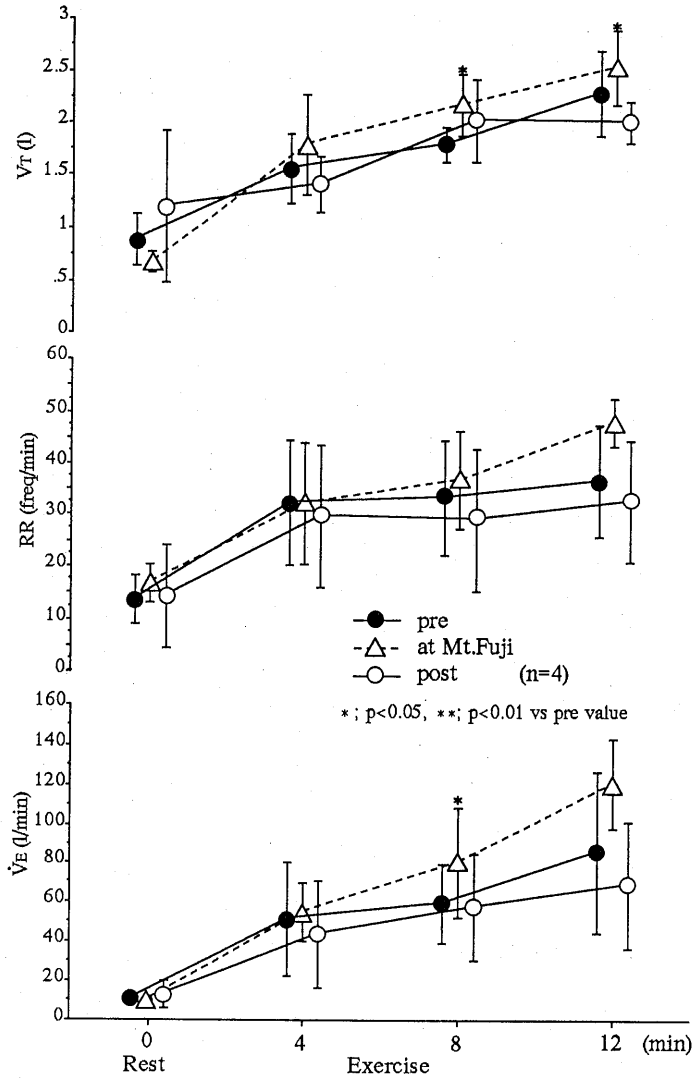 3
2.5
2
1.5
1
.5
0
VT (l)
*
*
60
50
40
30
20
10
0
RR (freq/min)
pre
at Mt.Fuji
post (n=4)
* ; p<0.05, **; p<0.01 vs pre value
160
140
120
100
80
60
40
20
0
V̇E (l/min)
*
0 4 8 12 (min)
Rest Exercise